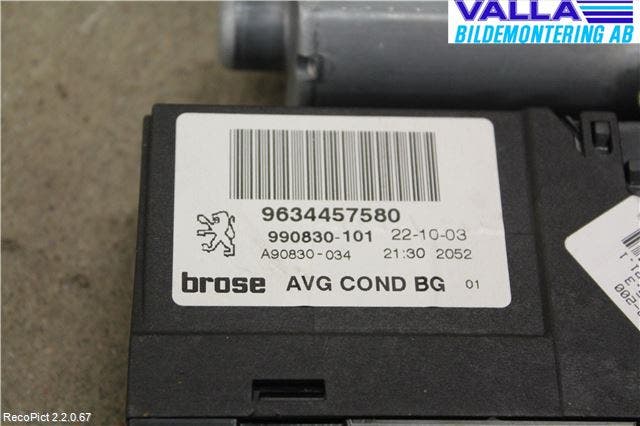 VALLA
BILDEMONTERING AB
9634457580
990830-101 22-10-03
A90830-034 21:30 2052
brose AVG COND BG 01
RecoPict 2.2.0.67